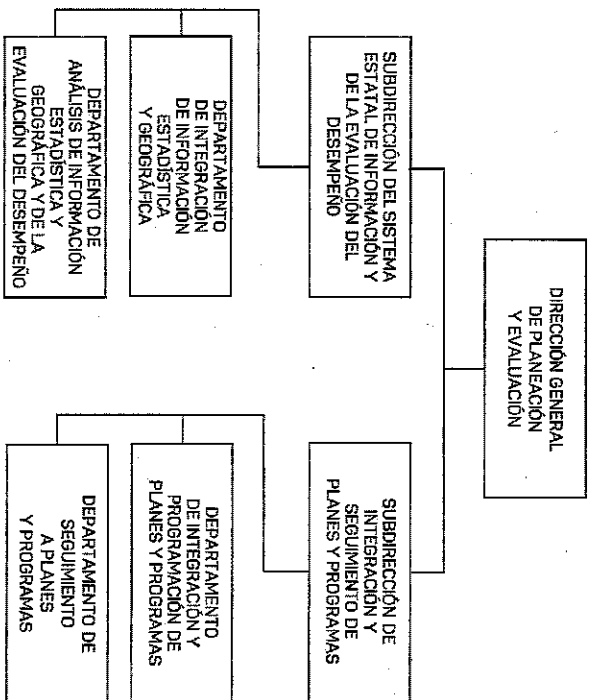 DIRECCIÓN GENERAL
DE PLANEACIÓN
Y EVALUACIÓN
SUBDIRECCIÓN DEL SISTEMA
ESTATAL DE INFORMACIÓN Y
DE LA EVALUACIÓN DEL
DESEMPEÑO
DEPARTAMENTO
DE INTEGRACIÓN
DE INFORMACIÓN
ESTADÍSTICA
Y GEOGRÁFICA
DEPARTAMENTO DE
ANÁLISIS DE INFORMACIÓN
ESTADÍSTICA Y
GEOGRÁFICA Y DE LA
EVALUACIÓN DEL DESEMPEÑO
SUBDIRECCIÓN DE
INTEGRACIÓN Y
SEGUIMIENTO DE
PLANES Y PROGRAMAS
DEPARTAMENTO
DE INTEGRACIÓN Y
PROGRAMACIÓN DE
PLANES Y PROGRAMAS
DEPARTAMENTO DE
SEGUIMIENTO
A PLANES
Y PROGRAMAS